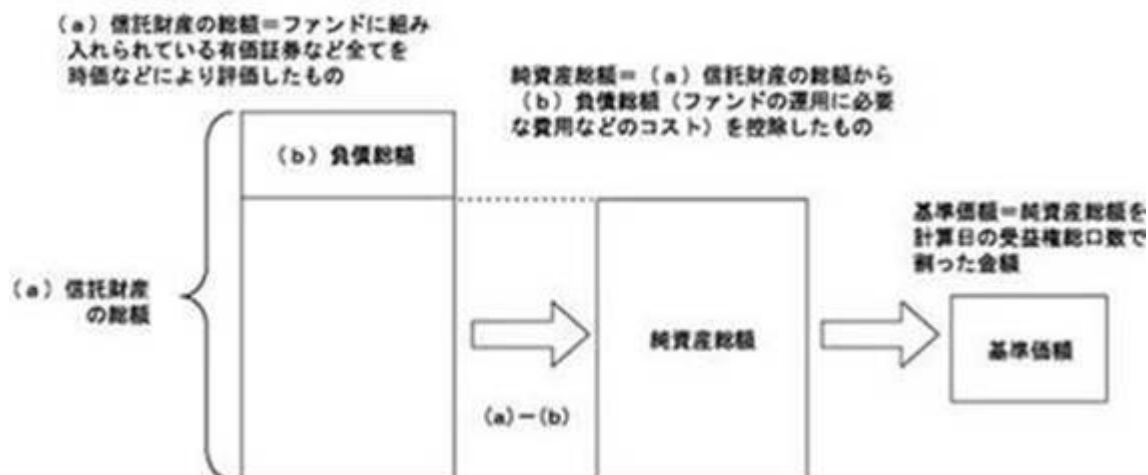 (a) 信託財産の総額＝ファンドに組み
入れられている有価証券など全てを
時価などにより評価したもの
純資産総額＝(a) 信託財産の総額から
(b) 負債総額（ファンドの運用に必要
な費用などのコスト）を控除したもの
(b) 負債総額
基準価額＝純資産総額を
計算日の受益権総口数で
割った金額
(a) 信託財産
の総額
純資産総額
基準価額
(a)－(b)